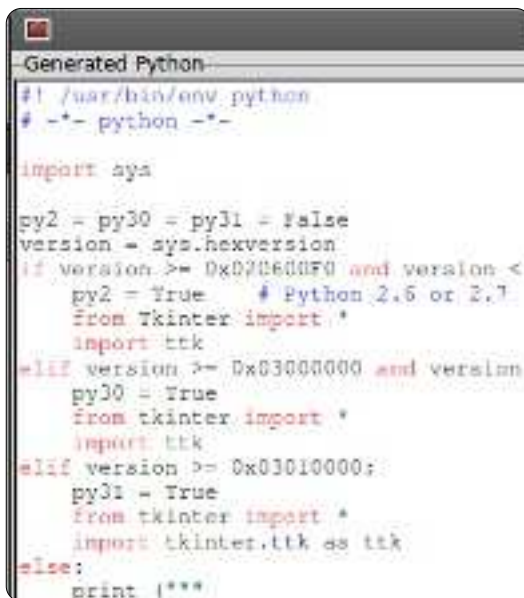 Generated Python
#! /usr/bin/env python
# -*- python -*-
import sys
py2 = py30 = py31 = False
version = sys.hexversion
if version >= 0x020600F0 and version <
py2 = True # Python 2.6 or 2.7
from Tkinter import *
import ttk
elif version >= 0x03000000 and version
py30 = True
from tkinter import *
import ttk
elif version >= 0x03010000:
py31 = True
from tkinter import *
import tkinter.ttk as ttk
else:
print ("""